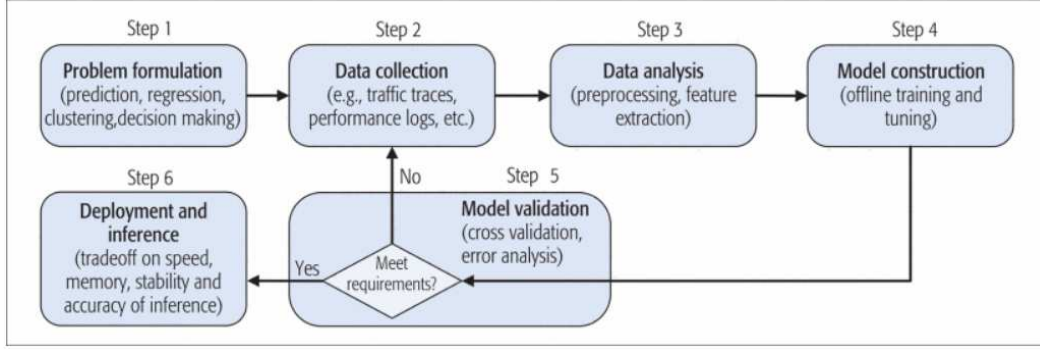 Step 1
Problem formulation
(prediction, regression,
clustering,decision making)
Step 2
Data collection
(e.g., traffic traces,
performance logs, etc.)
Step 3
Data analysis
(preprocessing, feature
extraction)
Step 4
Model construction
(offline training and
tuning)
Step 5
Model validation
(cross validation,
error analysis)
Meet
requirements?
No
Yes
Step 6
Deployment and
inference
(tradeoff on speed,
memory, stability and
accuracy of inference)